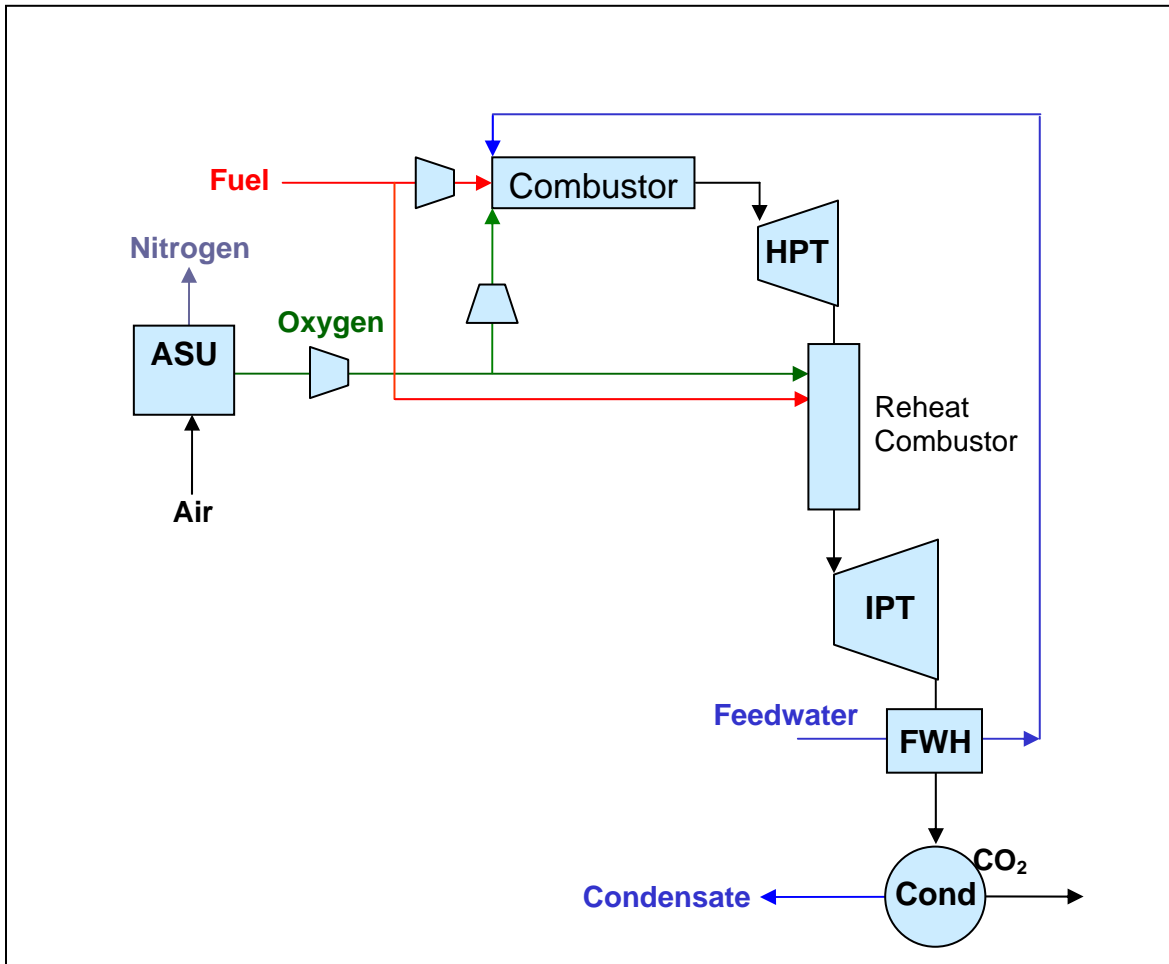 Fuel
Combustor
Nitrogen
HPT
Oxygen
ASU
Reheat
Combustor
Air
IPT
Feedwater
FWH
CO₂
Condensate
Cond